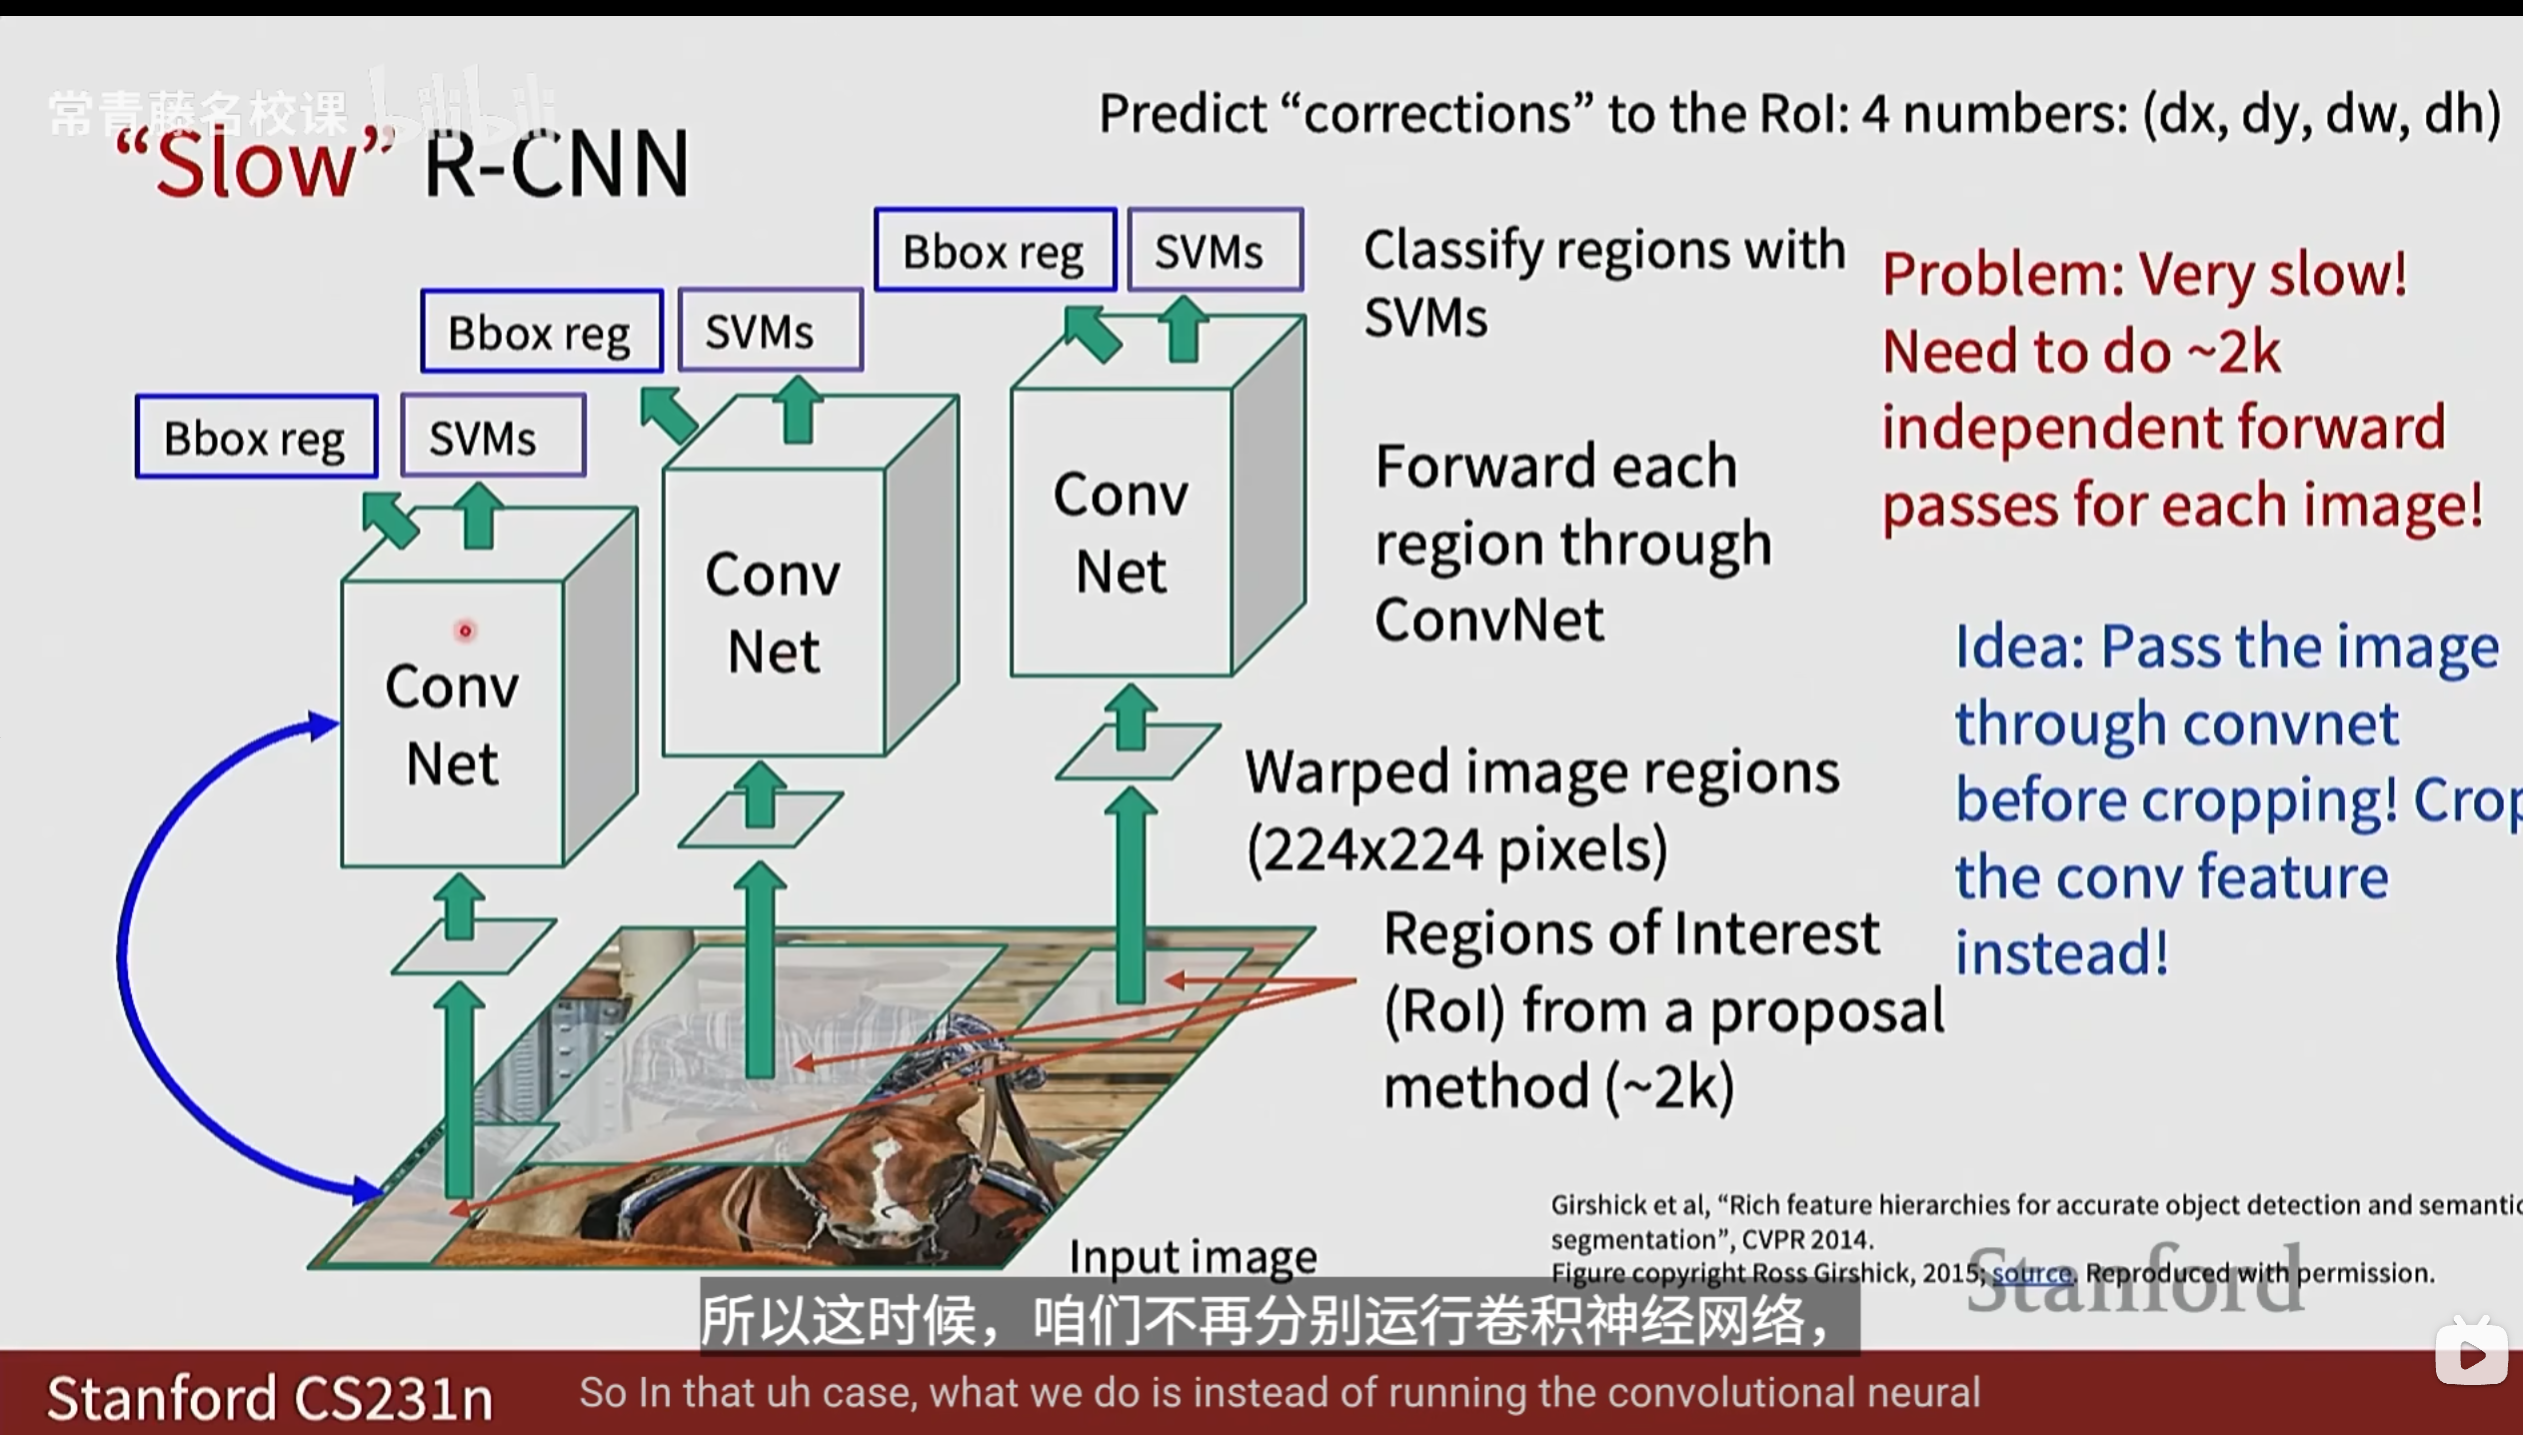 常青藤名校课 bilibili
Predict “corrections” to the RoI: 4 numbers: (dx, dy, dw, dh)
“Slow” R-CNN
Bbox reg
SVMs
Classify regions with
SVMs
Problem: Very slow!
Need to do ~2k
independent forward
passes for each image!
Bbox reg
SVMs
Bbox reg
SVMs
Conv
Net
Conv
Net
Conv
Net
Forward each
region through
ConvNet
Idea: Pass the image
through convnet
before cropping! Crop
the conv feature
instead!
Warped image regions
(224x224 pixels)
Regions of Interest
(RoI) from a proposal
method (~2k)
Input image
Girshick et al, “Rich feature hierarchies for accurate object detection and semantic
segmentation”, CVPR 2014.
Figure copyright Ross Girshick, 2015; source. Reproduced with permission.
Stanford
所以这时候，咱们不再分别运行卷积神经网络，
Stanford CS231n
So In that uh case, what we do is instead of running the convolutional neural